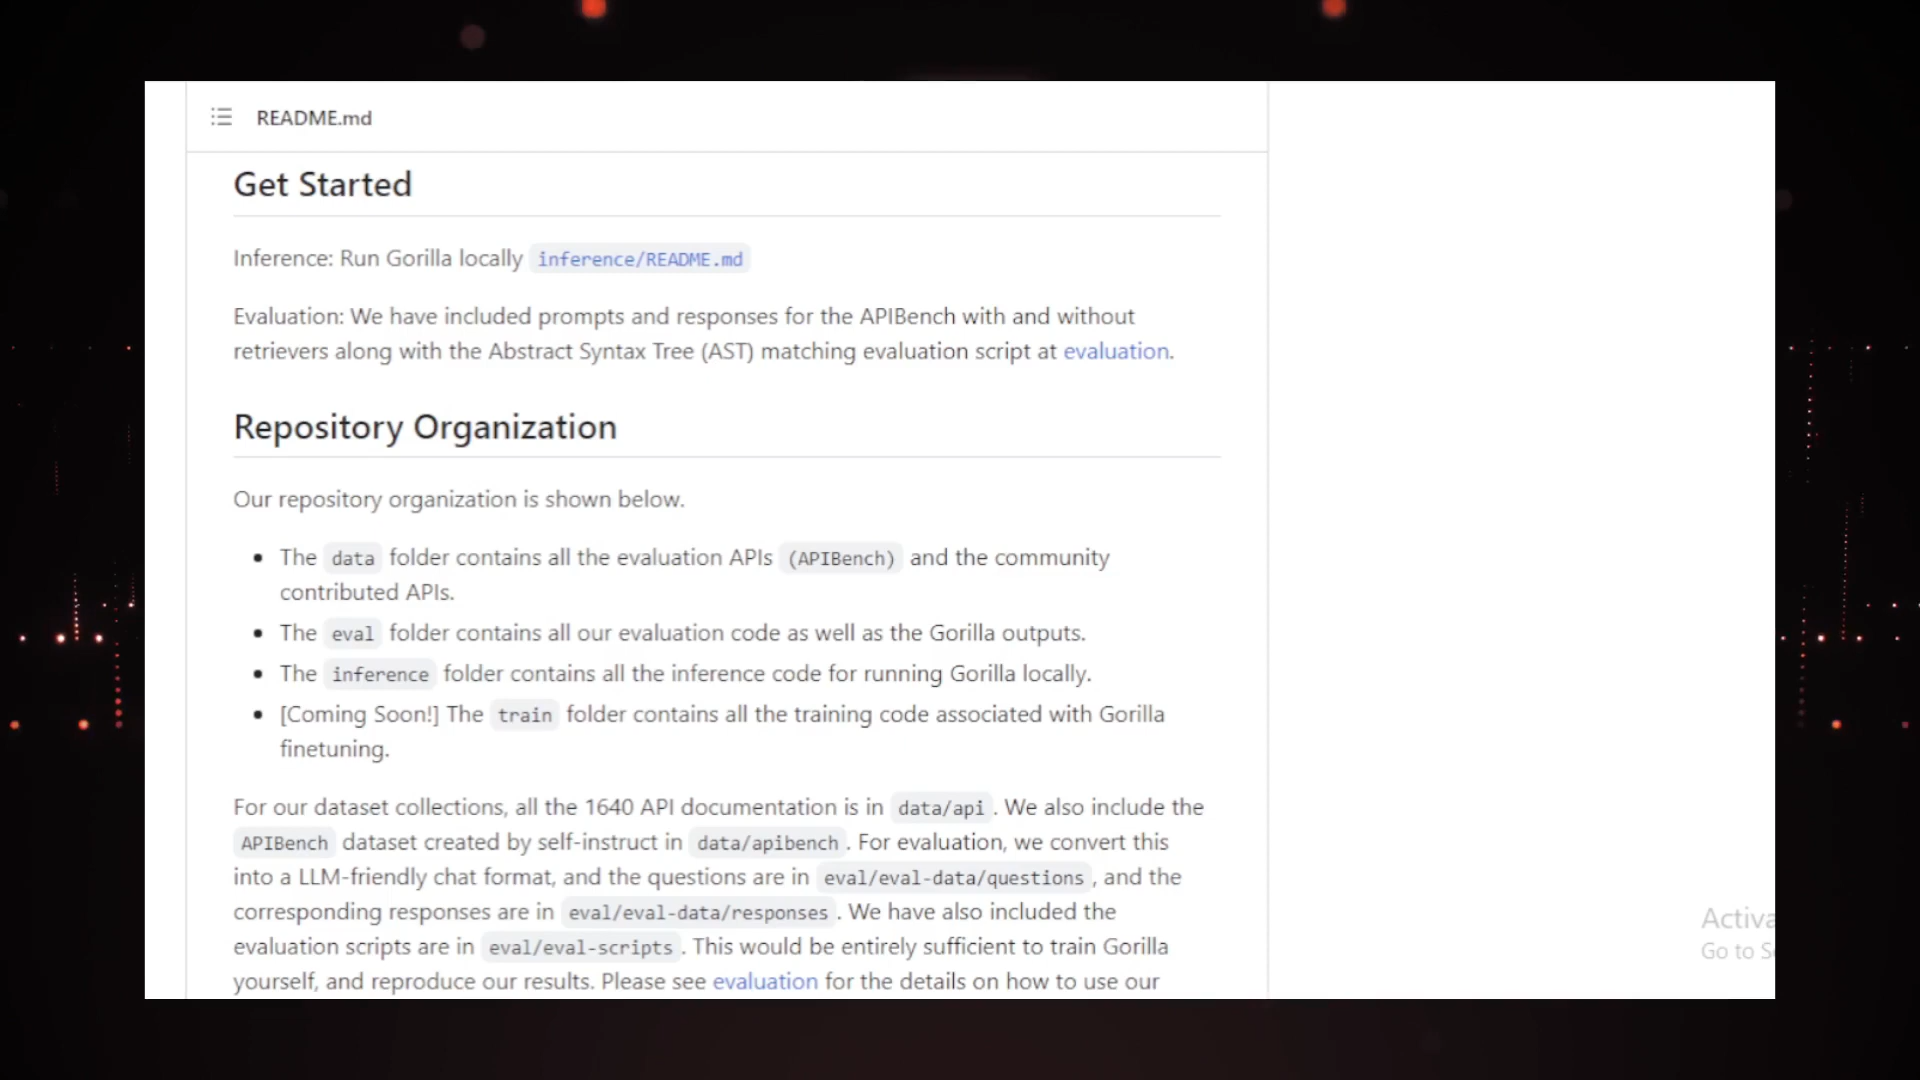 README.md
Get Started
Inference: Run Gorilla locally inference/README.md
Evaluation: We have included prompts and responses for the APIBench with and without
retrievers along with the Abstract Syntax Tree (AST) matching evaluation script at evaluation.
Repository Organization
Our repository organization is shown below.
• The data folder contains all the evaluation APIs (APIBench) and the community
contributed APIs.
• The eval folder contains all our evaluation code as well as the Gorilla outputs.
• The inference folder contains all the inference code for running Gorilla locally.
• [Coming Soon!] The train folder contains all the training code associated with Gorilla
finetuning.
For our dataset collections, all the 1640 API documentation is in data/api. We also include the
APIBench dataset created by self-instruct in data/apibench. For evaluation, we convert this
into a LLM-friendly chat format, and the questions are in eval/eval-data/questions, and the
corresponding responses are in eval/eval-data/responses. We have also included the
evaluation scripts are in eval/eval-scripts. This would be entirely sufficient to train Gorilla
yourself, and reproduce our results. Please see evaluation for the details on how to use our
Activa
Go to S